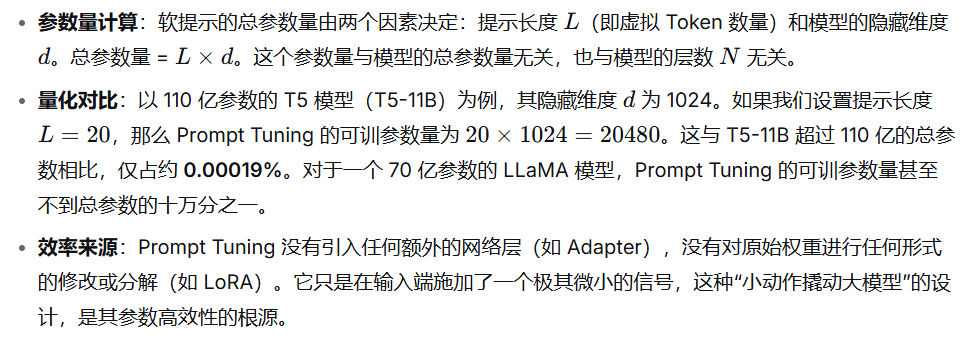 • 参数量计算：软提示的总参数量由两个因素决定：提示长度 L（即虚拟 Token 数量）和模型的隐藏维度
d。总参数量 = L × d。这个参数量与模型的总参数量无关，也与模型的层数 N 无关。
• 量化对比：以 110 亿参数的 T5 模型（T5-11B）为例，其隐藏维度 d 为 1024。如果我们设置提示长度
L = 20，那么 Prompt Tuning 的可训参数量为 20 × 1024 = 20480。这与 T5-11B 超过 110 亿的总参
数相比，仅占约 0.00019%。对于一个 70 亿参数的 LLaMA 模型，Prompt Tuning 的可训参数量甚至
不到总参数的十万分之一。
• 效率来源：Prompt Tuning 没有引入任何额外的网络层（如 Adapter），没有对原始权重进行任何形式
的修改或分解（如 LoRA）。它只是在输入端施加了一个极其微小的信号，这种“小动作撬动大模型”的设
计，是其参数高效性的根源。